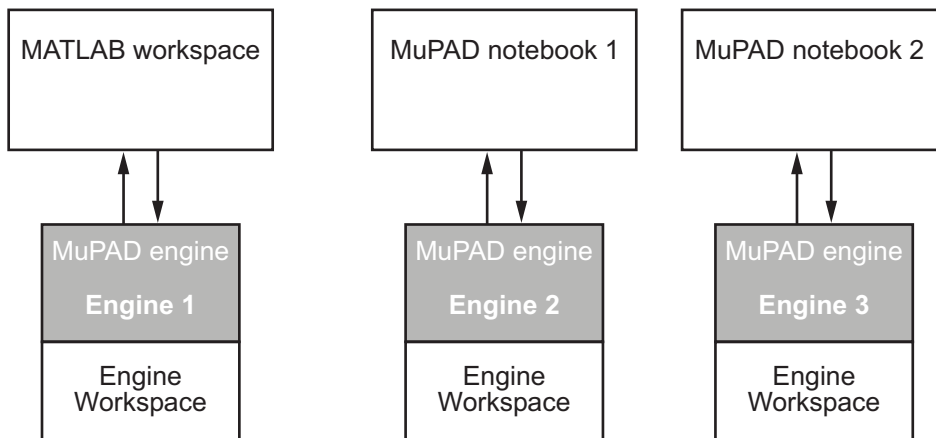 MATLAB workspace
MuPAD notebook 1
MuPAD notebook 2
MuPAD engine
Engine 1
MuPAD engine
Engine 2
MuPAD engine
Engine 3
Engine
Workspace
Engine
Workspace
Engine
Workspace